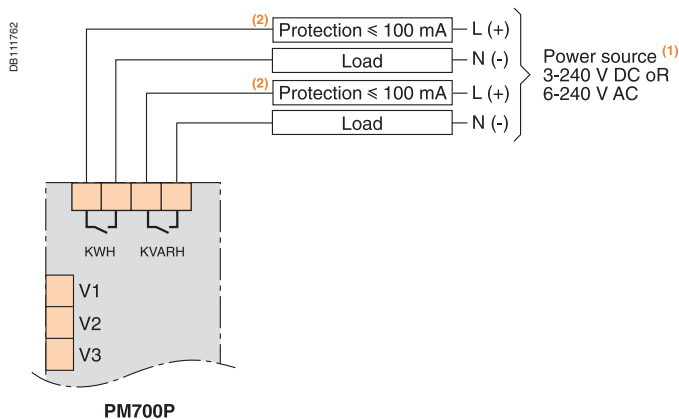 DB111762
(2) Protection ⩽ 100 mA L (+)
Load N (-)
(2) Protection ⩽ 100 mA L (+)
Load N (-)
Power source (1)
3-240 V DC oR
6-240 V AC
KWH KVARH
V1
V2
V3
PM700P